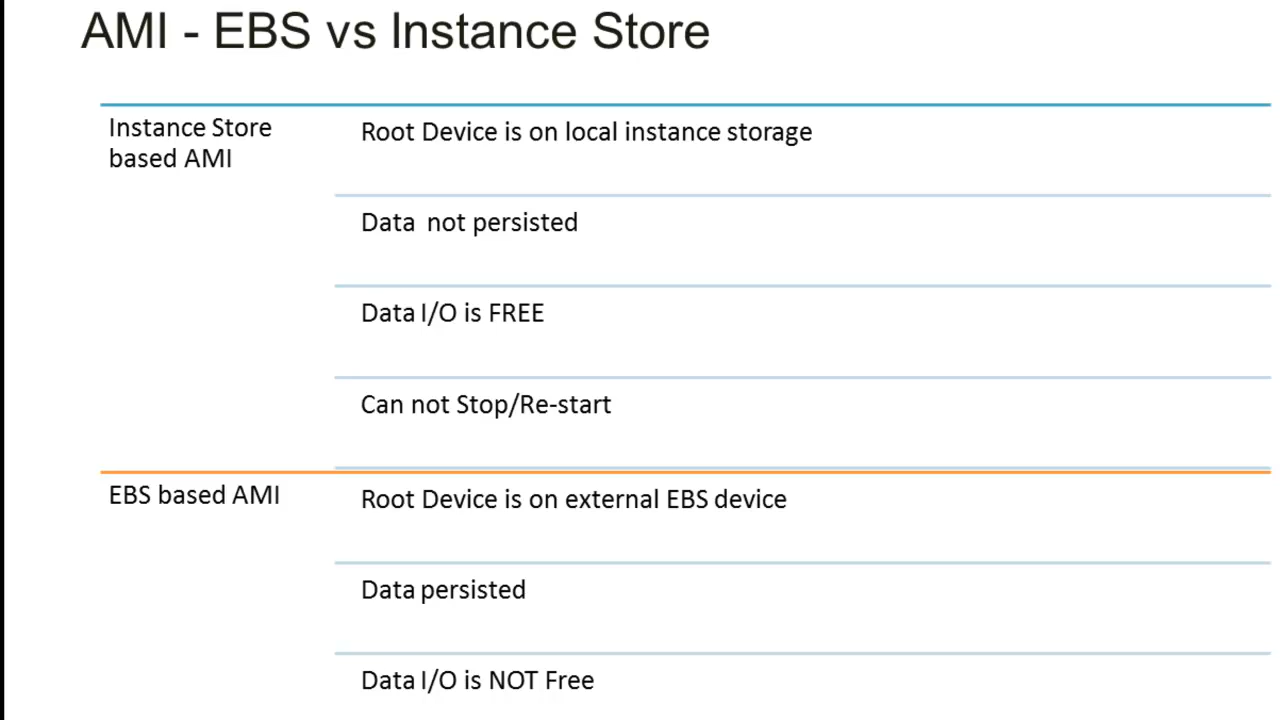 AMI - EBS vs Instance Store
Instance Store
based AMI
Root Device is on local instance storage
Data not persisted
Data I/O is FREE
Can not Stop/Re-start
EBS based AMI
Root Device is on external EBS device
Data persisted
Data I/O is NOT Free